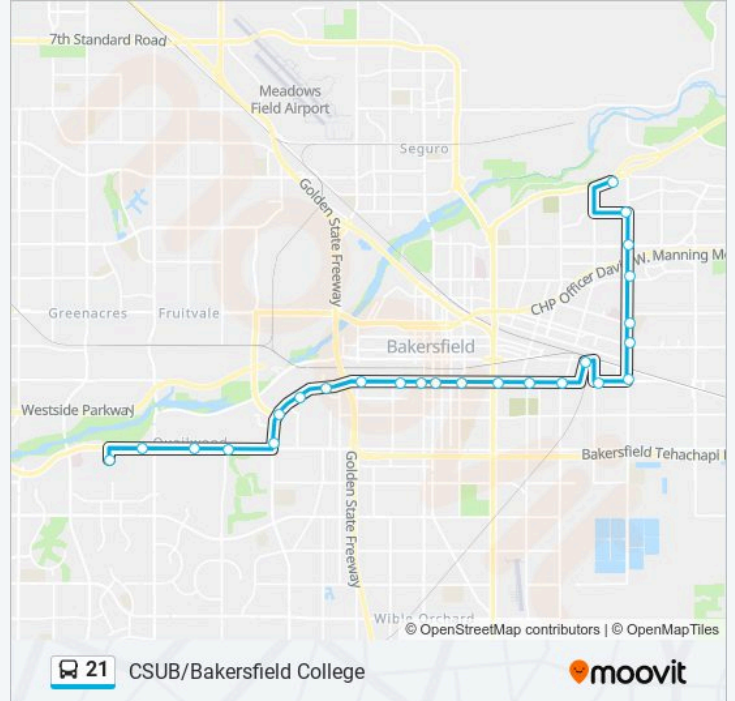 7th Standard Road
Meadows
Field Airport
Seguro
Golden State Freeway
CHP Officer David W. Manning M
Greenacres
Fruitvale
Bakersfield
Westside Parkway
Quailwood
Bakersfield Tehachapi
Golden State Freeway
Wible Orchard
© OpenStreetMap contributors | © OpenMapTiles
21
CSUB/Bakersfield College
moovit